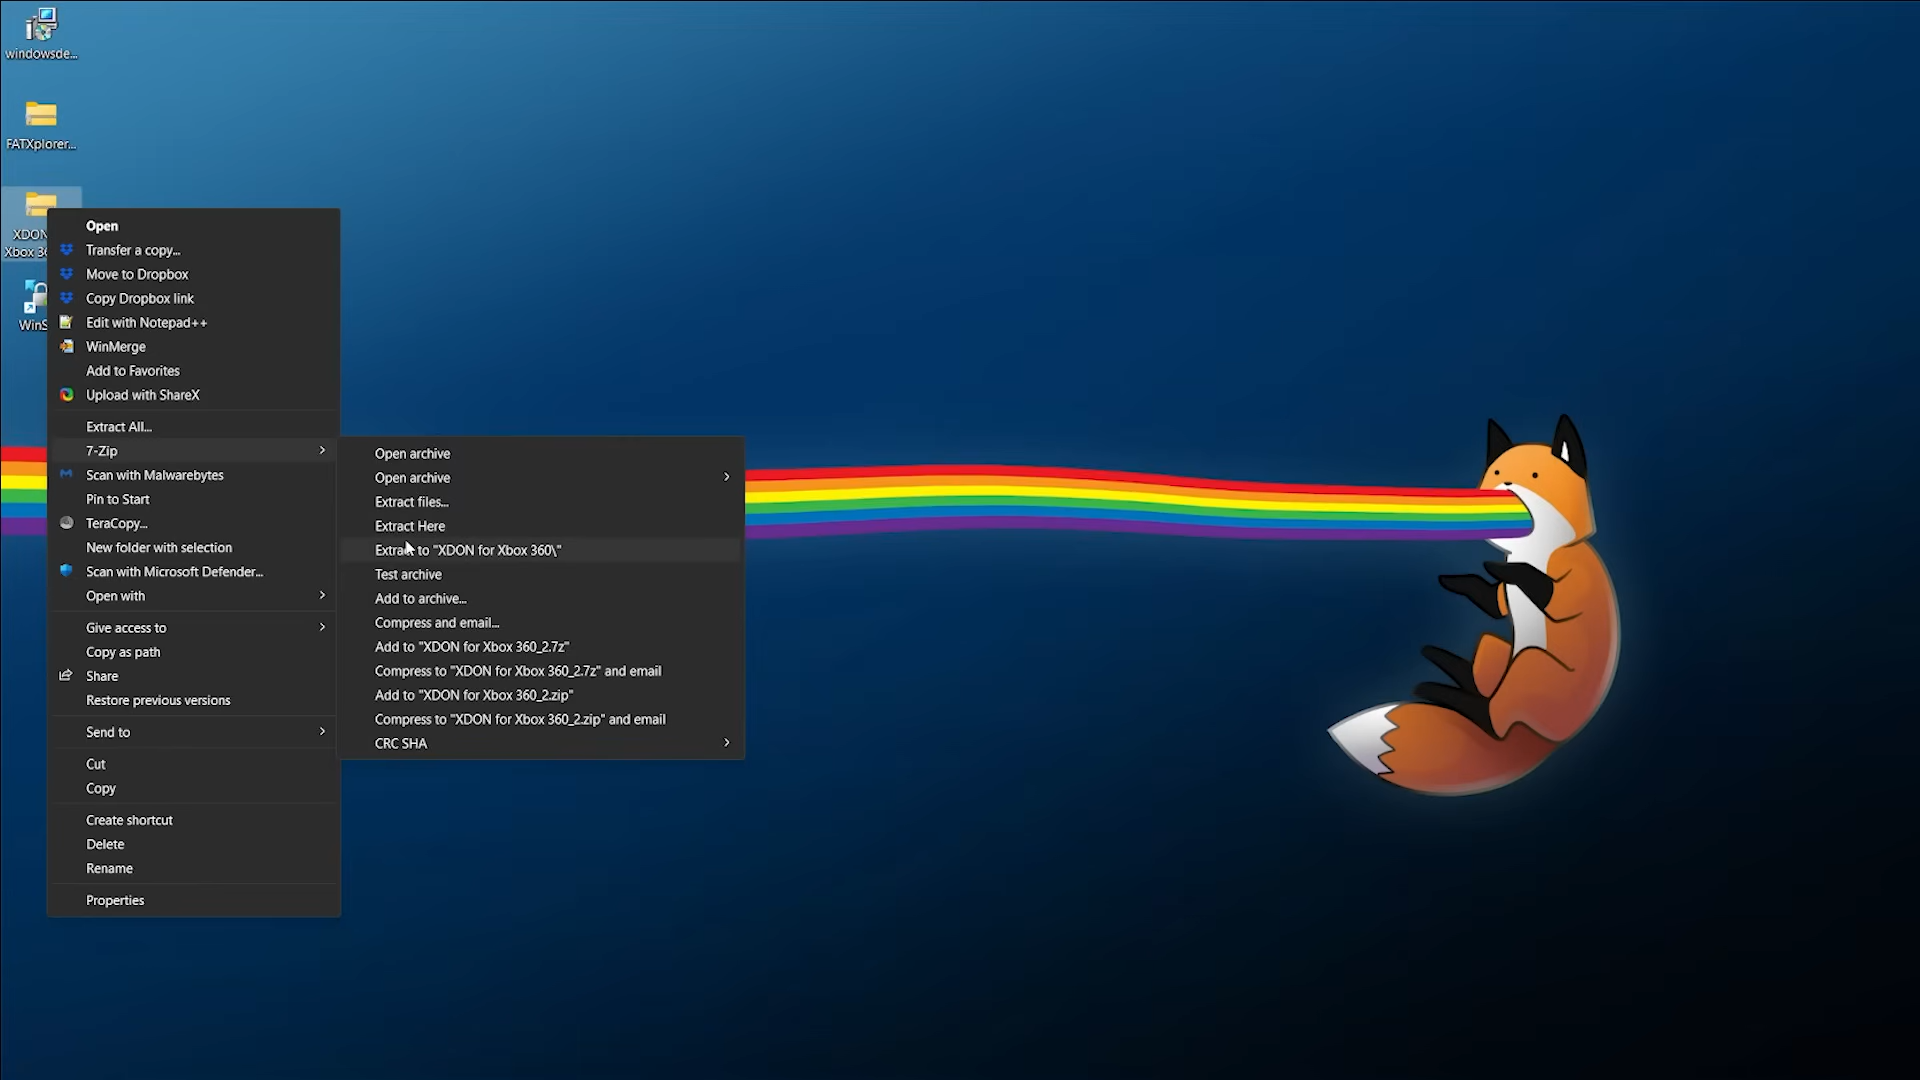 windowsde...
FATXplorer...
XDON
Xbox 36
WinS
Open
Transfer a copy...
Move to Dropbox
Copy Dropbox link
Edit with Notepad++
WinMerge
Add to Favorites
Upload with ShareX
Extract All...
7-Zip
Scan with Malwarebytes
Pin to Start
TeraCopy...
New folder with selection
Scan with Microsoft Defender...
Open with
Give access to
Copy as path
Share
Restore previous versions
Send to
Cut
Copy
Create shortcut
Delete
Rename
Properties
Open archive
Open archive
Extract files...
Extract Here
Extract to "XDON for Xbox 360\"
Test archive
Add to archive...
Compress and email...
Add to "XDON for Xbox 360_2.7z"
Compress to "XDON for Xbox 360_2.7z" and email
Add to "XDON for Xbox 360_2.zip"
Compress to "XDON for Xbox 360_2.zip" and email
CRC SHA